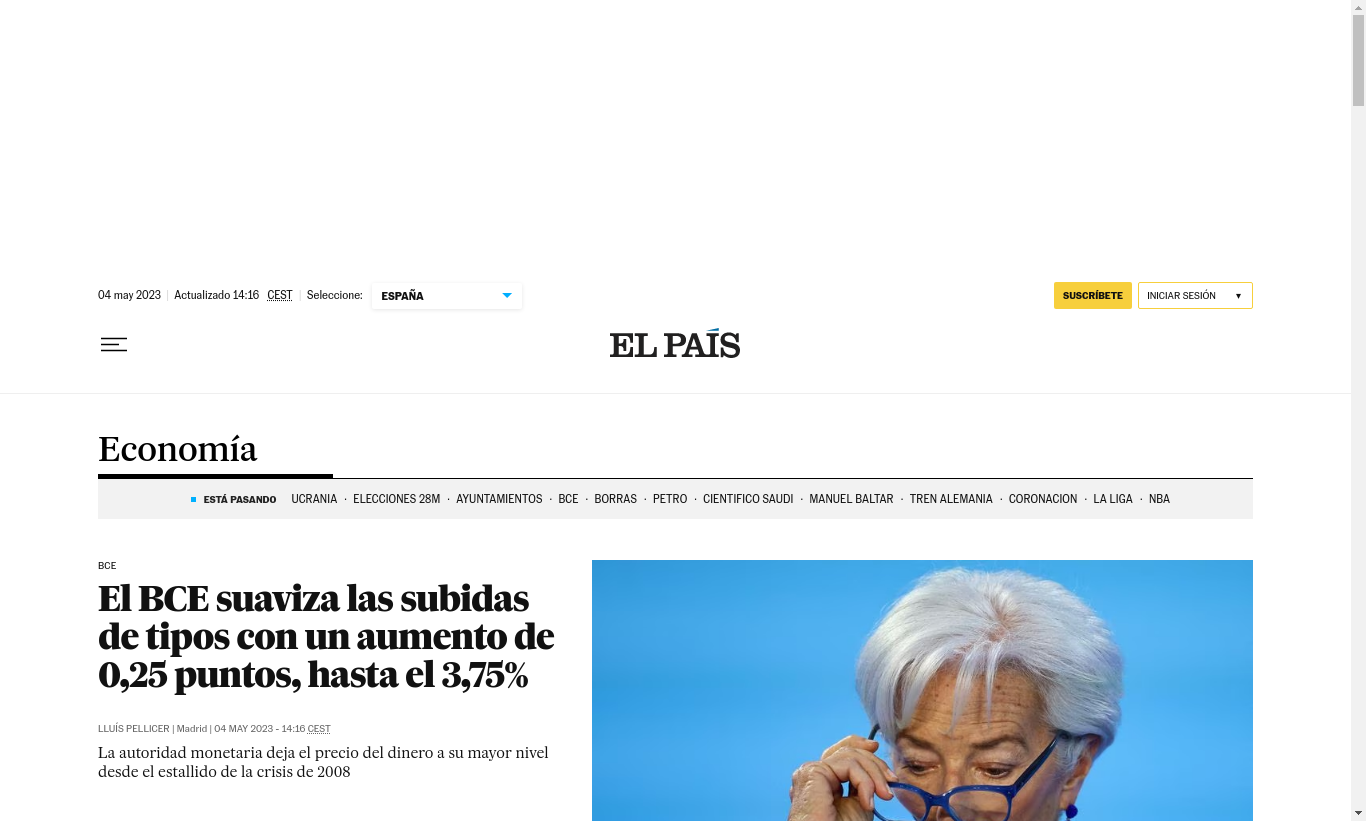 04 may 2023 | Actualizado 14:16 CEST | Seleccione: ESPAÑA
SUSCRÍBETE
INICIAR SESIÓN
EL PAÍS
Economía
ESTÁ PASANDO UCRANIA · ELECCIONES 28M · AYUNTAMIENTOS · BCE · BORRAS · PETRO · CIENTIFICO SAUDI · MANUEL BALTAR · TREN ALEMANIA · CORONACION · LA LIGA · NBA
BCE
El BCE suaviza las subidas
de tipos con un aumento de
0,25 puntos, hasta el 3,75%
LLUÍS PELLICER | Madrid | 04 MAY 2023 - 14:16 CEST
La autoridad monetaria deja el precio del dinero a su mayor nivel
desde el estallido de la crisis de 2008